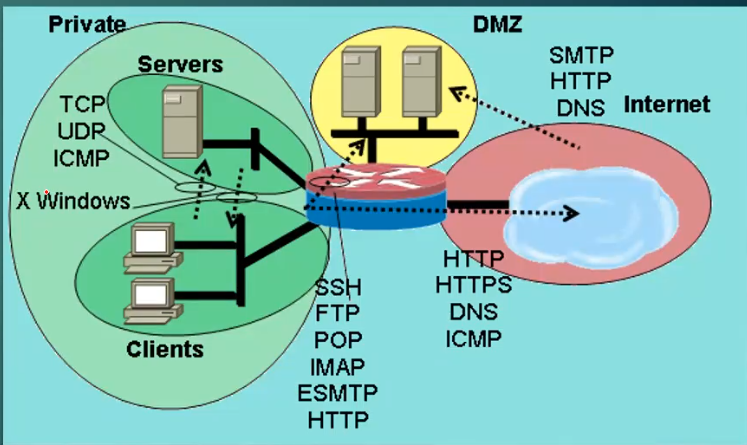 Private
DMZ
Servers
SMTP
HTTP
DNS
Internet
TCP
UDP
ICMP
X Windows
Clients
SSH
FTP
POP
IMAP
ESMTP
HTTP
HTTP
HTTPS
DNS
ICMP